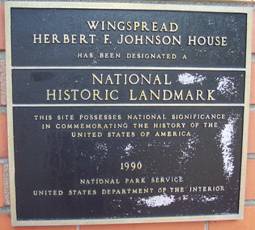 WINGSPREAD
HERBERT F. JOHNSON HOUSE
HAS BEEN DESIGNATED A
NATIONAL
HISTORIC LANDMARK
THIS SITE POSSESSES NATIONAL SIGNIFICANCE
IN COMMEMORATING THE HISTORY OF THE
UNITED STATES OF AMERICA
1990
NATIONAL PARK SERVICE
UNITED STATES DEPARTMENT OF THE INTERIOR